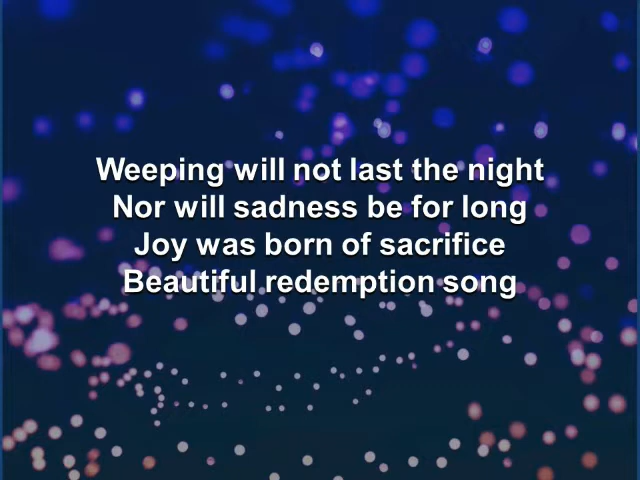 Weeping will not last the night
Nor will sadness be for long
Joy was born of sacrifice
Beautiful redemption song